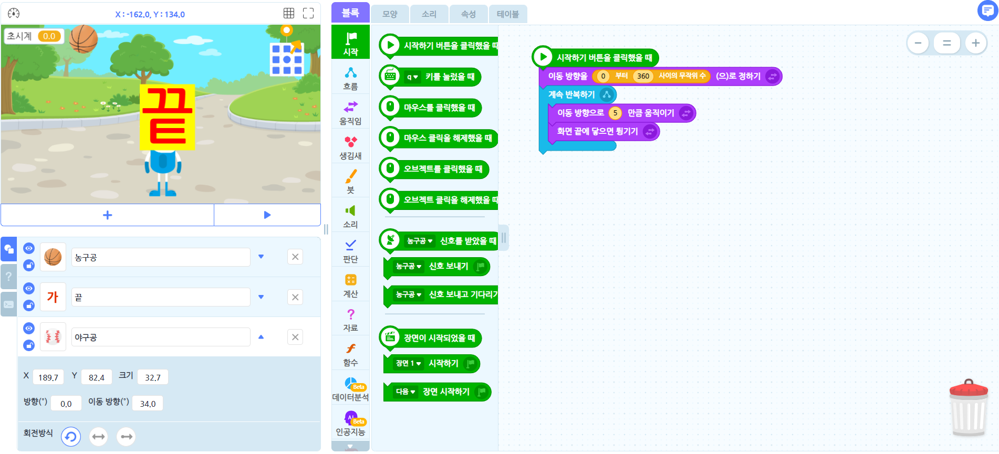 X : -162.0, Y : 134.0
초시계 0.0
끝
블록 모양 소리 속성 테이블
시작
흐름
움직임
생김새
붓
소리
판단
계산
자료
함수
Beta
데이터분석
AI
Beta
인공지능
시작하기 버튼을 클릭했을 때
q 키를 눌렀을 때
마우스를 클릭했을 때
마우스 클릭을 해제했을 때
오브젝트를 클릭했을 때
오브젝트 클릭을 해제했을 때
농구공 신호를 받았을 때
농구공 신호 보내기
농구공 신호 보내고 기다리기
장면이 시작되었을 때
장면 1 시작하기
다음 장면 시작하기
시작하기 버튼을 클릭했을 때
이동 방향을 0 부터 360 사이의 무작위 수 (으)로 정하기
계속 반복하기
이동 방향으로 5 만큼 움직이기
화면 끝에 닿으면 튕기기
농구공
가 끝
야구공
X 189.7 Y 82.4 크기 32.7
방향(°) 0.0 이동 방향(°) 34.0
회전방식